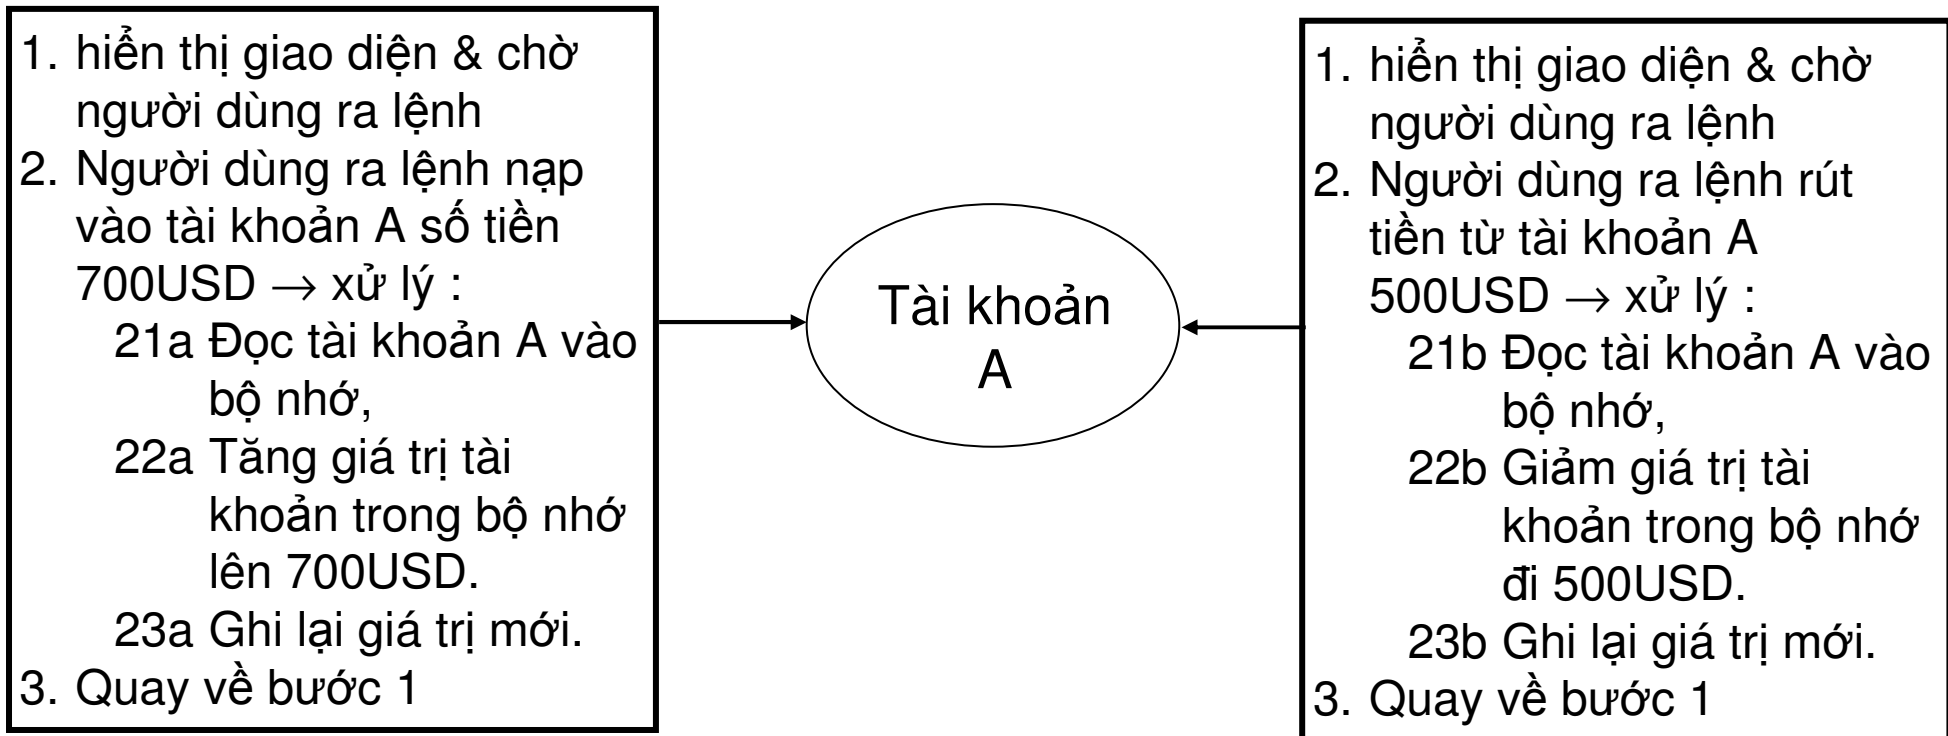 1. hiển thị giao diện & chờ
người dùng ra lệnh
2. Người dùng ra lệnh nạp
vào tài khoản A số tiền
700USD → xử lý :
21a Đọc tài khoản A vào
bộ nhớ,
22a Tăng giá trị tài
khoản trong bộ nhớ
lên 700USD.
23a Ghi lại giá trị mới.
3. Quay về bước 1
Tài khoản
A
1. hiển thị giao diện & chờ
người dùng ra lệnh
2. Người dùng ra lệnh rút
tiền từ tài khoản A
500USD → xử lý :
21b Đọc tài khoản A vào
bộ nhớ,
22b Giảm giá trị tài
khoản trong bộ nhớ
đi 500USD.
23b Ghi lại giá trị mới.
3. Quay về bước 1